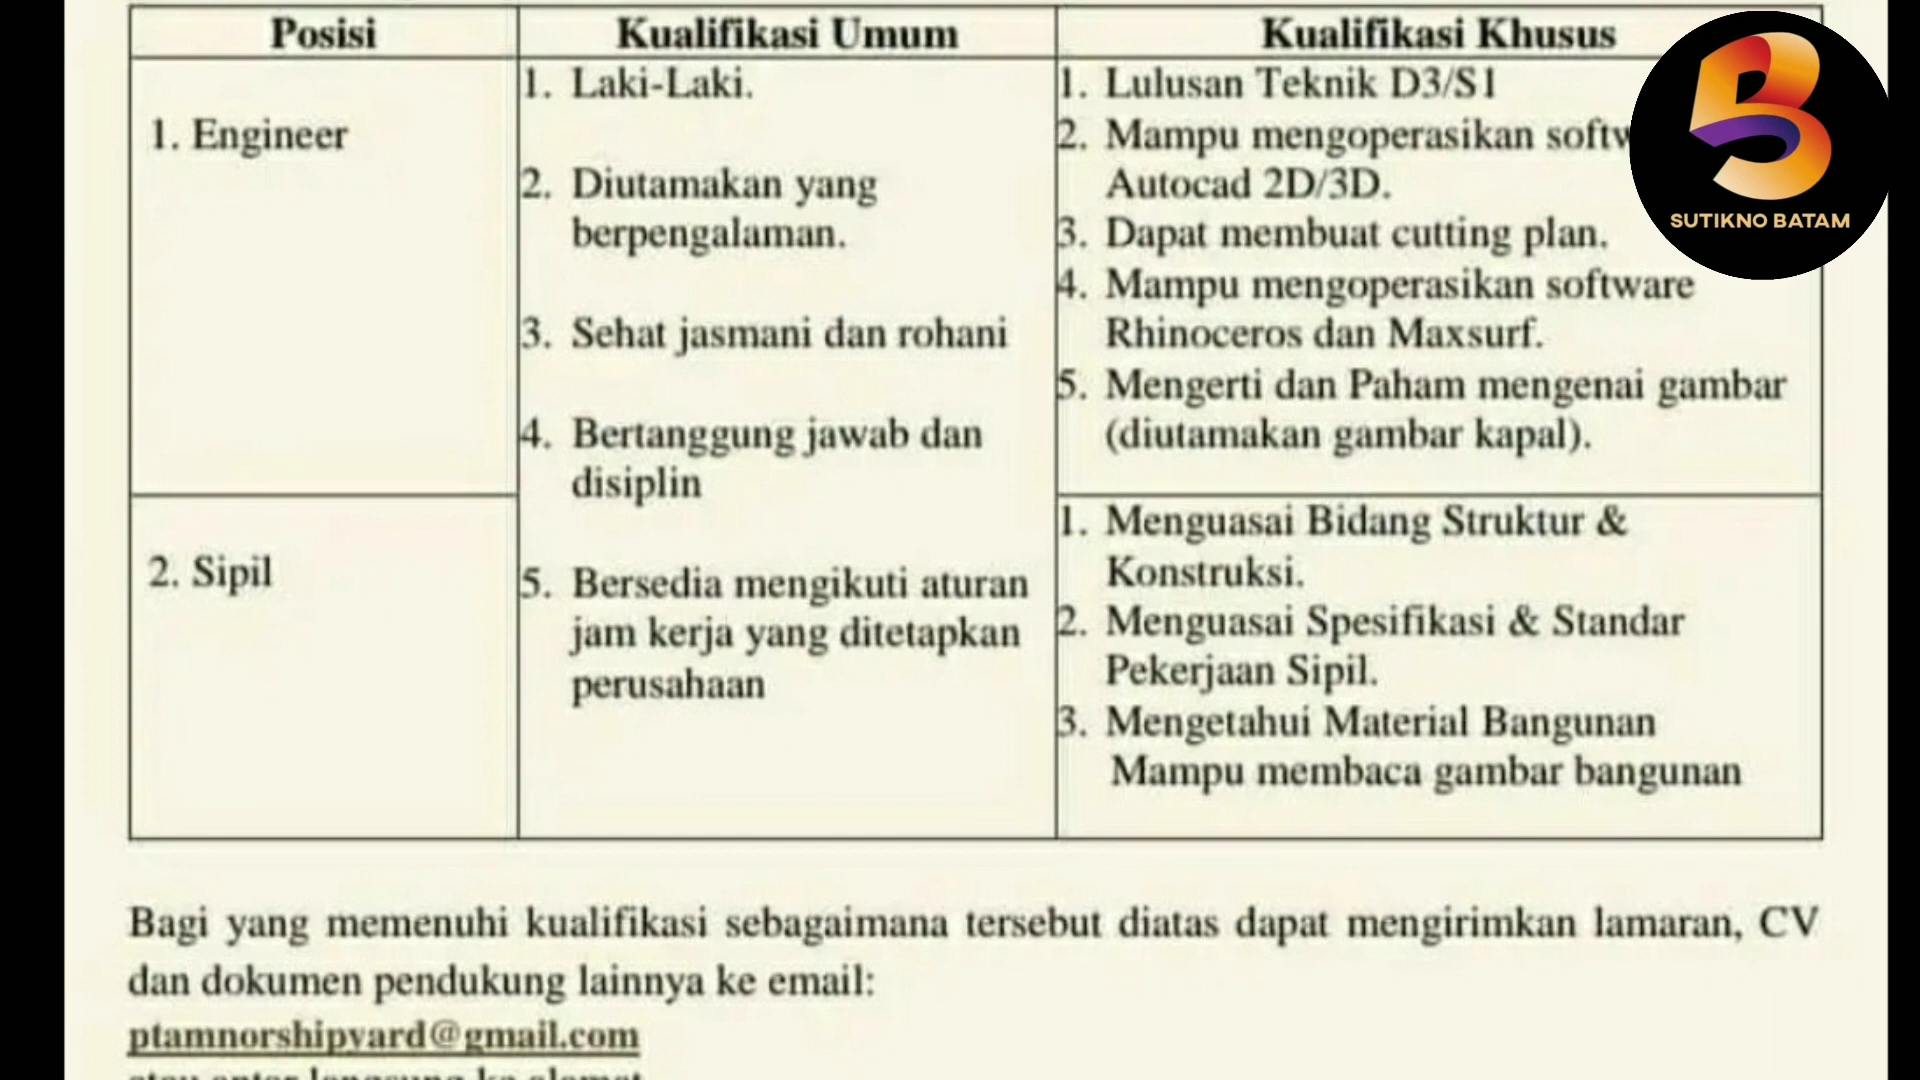 Posisi
Kualifikasi Umum
Kualifikasi Khusus
1. Engineer
1. Laki-Laki.
2. Diutamakan yang
berpengalaman.
3. Sehat jasmani dan rohani
4. Bertanggung jawab dan
disiplin
5. Bersedia mengikuti aturan
jam kerja yang ditetapkan
perusahaan
1. Lulusan Teknik D3/S1
2. Mampu mengoperasikan softw
Autocad 2D/3D.
3. Dapat membuat cutting plan.
4. Mampu mengoperasikan software
Rhinoceros dan Maxsurf.
5. Mengerti dan Paham mengenai gambar
(diutamakan gambar kapal).
2. Sipil
1. Menguasai Bidang Struktur &
Konstruksi.
2. Menguasai Spesifikasi & Standar
Pekerjaan Sipil.
3. Mengetahui Material Bangunan
Mampu membaca gambar bangunan
SUTIKNO BATAM
Bagi yang memenuhi kualifikasi sebagaimana tersebut diatas dapat mengirimkan lamaran, CV
dan dokumen pendukung lainnya ke email:
ptamnorshipyard@gmail.com